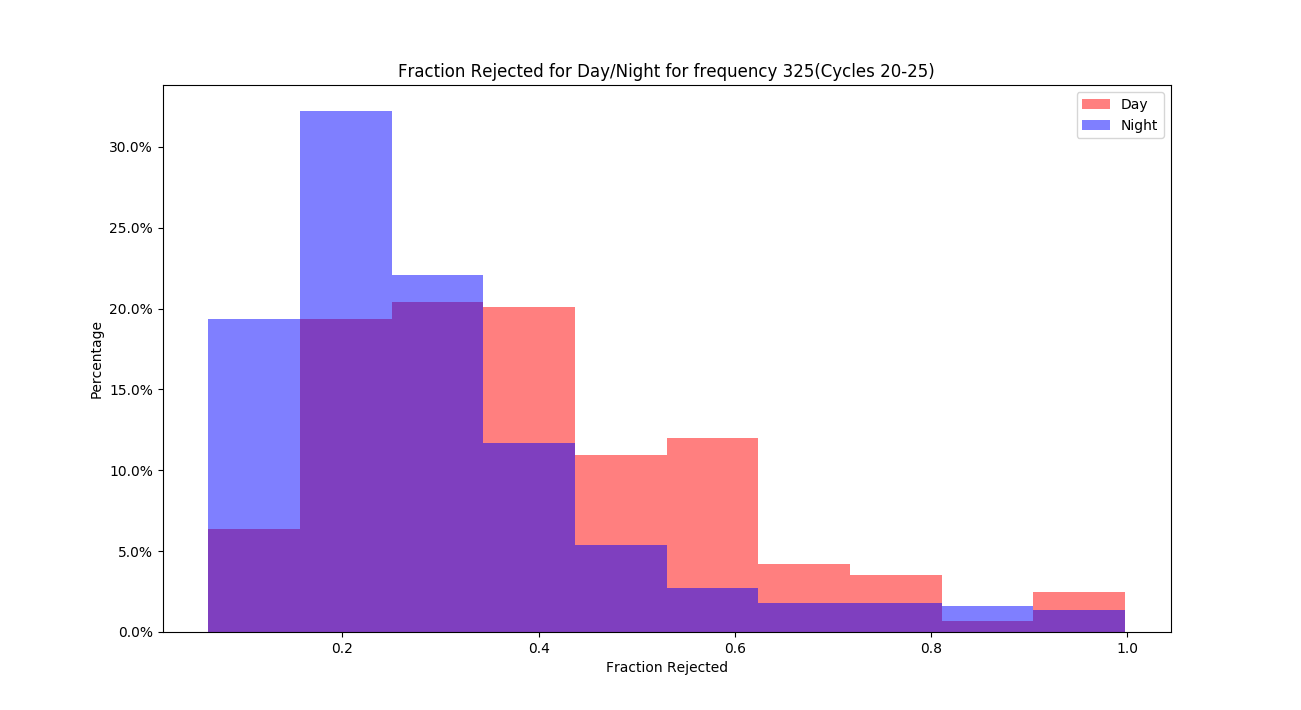 Fraction Rejected for Day/Night for frequency 325(Cycles 20-25)
Day
Night
30.0%
25.0%
20.0%
15.0%
10.0%
5.0%
0.0%
Percentage
0.2 0.4 0.6 0.8 1.0
Fraction Rejected